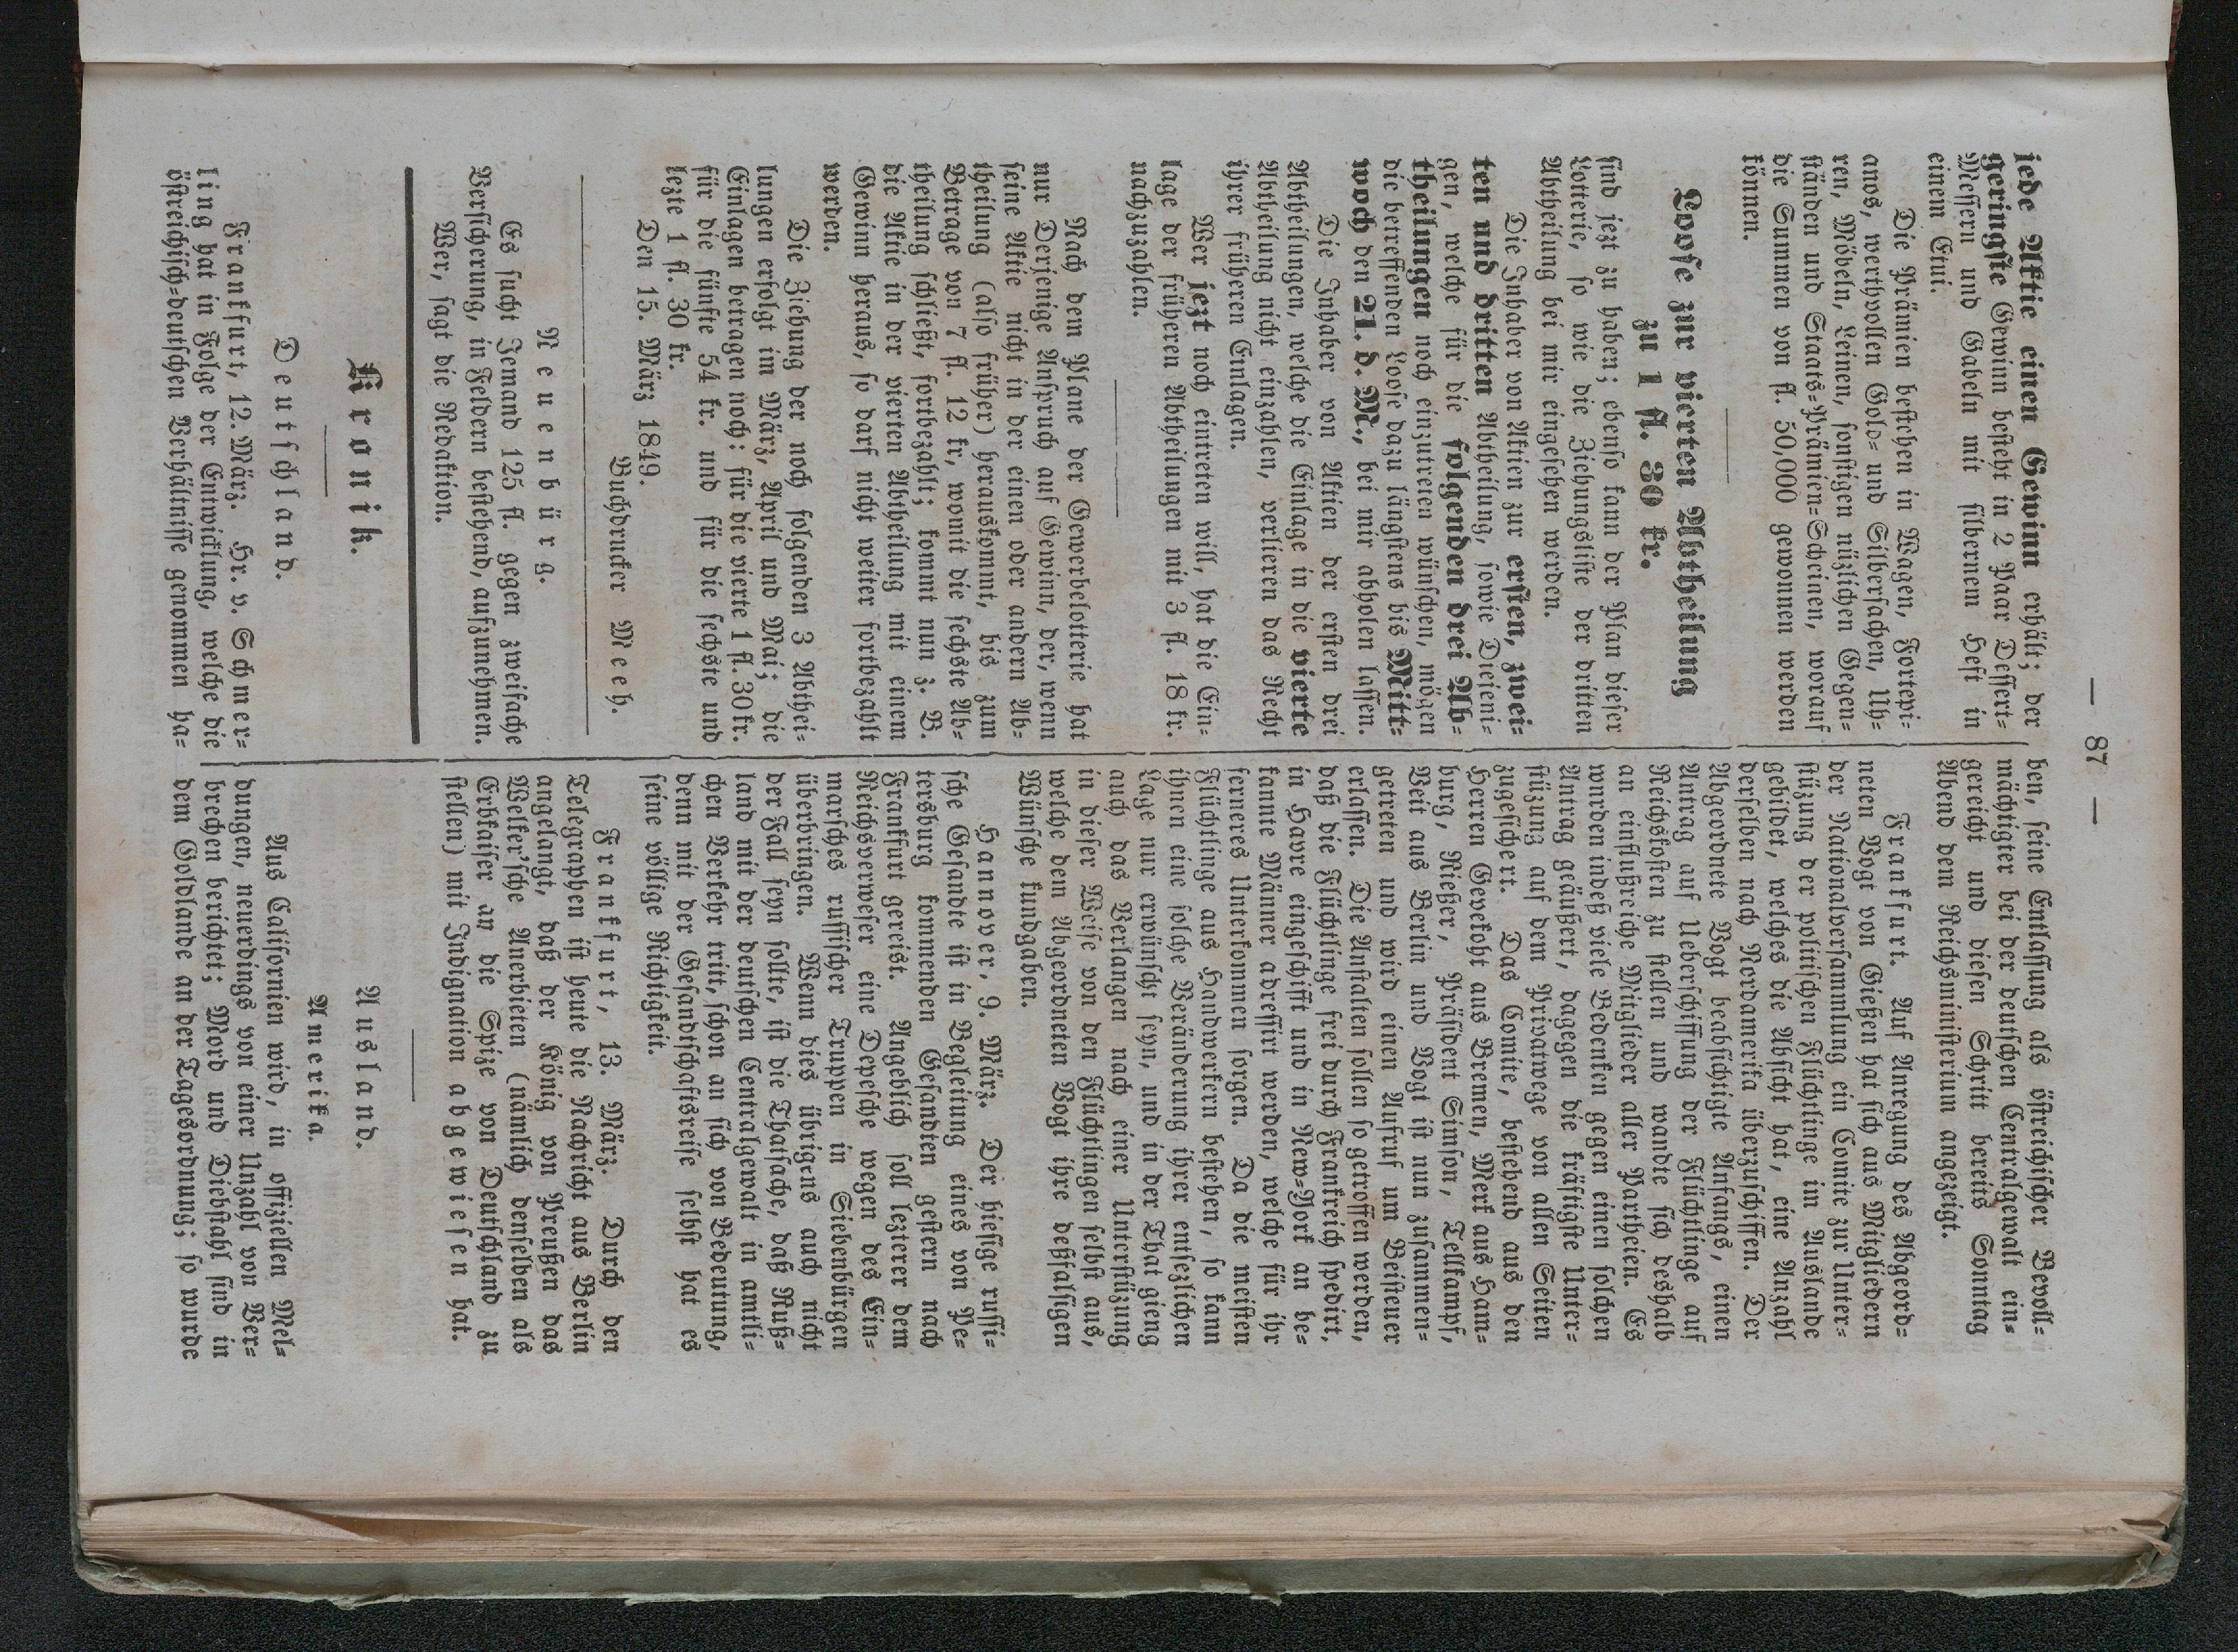 — 87 —
jede Aktie einen Gewinn erhält; der
geringste Gewinn besteht in 2 Paar Dessert-
Messern und Gabeln mit silbernem Heft in
einem Etui.
Die Prämien bestehen in Wagen, Fortepi-
anos, werthvollen Gold- und Silbersachen, Uh-
ren, Möbeln, Leinen, sonstigen nüzlichen Gegen-
ständen und Staats-Prämien-Scheinen, worauf
die Summen von fl. 50,000 gewonnen werden
können.
Loose zur vierten Abtheilung
zu 1 fl. 30 kr.
sind jezt zu haben; ebenso kann der Plan dieser
Lotterie, so wie die Ziehungsliste der dritten
Abtheilung bei mir eingesehen werden.
Die Inhaber von Aktien zur ersten, zwei-
ten und dritten Abtheilung, sowie Diejeni-
gen, welche für die folgenden drei Ab-
theilungen noch einzutreten wünschen, mögen
die betreffenden Loose dazu längstens bis Mitt-
woch den 21. d. M., bei mir abholen lassen.
Die Inhaber von Aktien der ersten drei
Abtheilungen, welche die Einlage in die vierte
Abtheilung nicht einzahlen, verlieren das Recht
ihrer früheren Einlagen.
Wer jezt noch eintreten will, hat die Ein-
lage der früheren Abtheilungen mit 3 fl. 18 kr.
nachzuzahlen.
Nach dem Plane der Gewerbelotterie hat
nur Derjenige Anspruch auf Gewinn, der, wenn
seine Aktie nicht in der einen oder andern Ab-
theilung (also früher) herauskommt, bis zum
Betrage von 7 fl. 12 kr, womit die sechste Ab-
theilung schließt, fortbezahlt; kommt nun z. B.
die Aktie in der vierten Abtheilung mit einem
Gewinn heraus, so darf nicht weiter fortbezahlt
werden.
Die Ziehung der noch folgenden 3 Abthei-
lungen erfolgt im März, April und Mai; die
Einlagen betragen noch: für die vierte 1 fl. 30 kr.
für die fünfte 54 kr. und für die sechste und
lezte 1 fl. 30 kr.
Den 15. März 1849.
Buchdruker Meeh.
Neuenbürg.
Es sucht Jemand 125 fl. gegen zweifache
Versicherung, in Feldern bestehend, aufzunehmen.
Wer, sagt die Redaktion.
Kronik.
Deutschland.
Frankfurt, 12. März. Hr. v. Schmer-
ling hat in Folge der Entwiklung, welche die
östreichisch-deutschen Verhältnisse genommen ha-
ben, seine Entlassung als östreichischer Bevoll-
mächtigter bei der deutschen Centralgewalt ein-
gereicht und diesen Schritt bereits Sonntag
Abend dem Reichsministerium angezeigt.
Frankfurt. Auf Anregung des Abgeord-
neten Vogt von Gießen hat sich aus Mitgliedern
der Nationalversammlung ein Comite zur Unter-
stüzung der politischen Flüchtlinge im Auslande
gebildet, welches die Absicht hat, eine Anzahl
derselben nach Nordamerika überzuschiffen. Der
Abgeordnete Vogt beabsichtigte Anfangs, einen
Antrag auf Ueberschiffung der Flüchtlinge auf
Reichskosten zu stellen und wandte sich deshalb
an einflußreiche Mitglieder aller Partheien. Es
wurden indeß viele Bedenken gegen einen solchen
Antrag geäußert, dagegen die kräftigste Unter-
stüzung auf dem Privatwege von allen Seiten
zugesichert. Das Comite, bestehend aus den
Herren Gevekoht aus Bremen, Merk aus Ham-
burg, Rießer, Präsident Simson, Tellkampf,
Veit aus Berlin und Vogt ist nun zusammen-
getreten und wird einen Aufruf um Beisteuer
erlassen. Die Anstalten sollen so getroffen werden,
daß die Flüchtlinge frei durch Frankreich spedirt,
in Havre eingeschifft und in New-York an be-
kannte Männer adressirt werden, welche für ihr
ferneres Unterkommen sorgen. Da die meisten
Flüchtlinge aus Handwerkern bestehen, so kann
ihnen eine solche Veränderung ihrer entsezlichen
Lage nur erwünscht seyn, und in der That gieng
auch das Verlangen nach einer Unterstüzung
in dieser Weise von den Flüchtlingen selbst aus,
welche dem Abgeordneten Vogt ihre deßfalsigen
Wünsche kundgaben.
Hannover, 9. März. Der hiesige russi-
sche Gesandte ist in Begleitung eines von Pe-
tersburg kommenden Gesandten gestern nach
Frankfurt gereist. Angeblich soll lezterer dem
Reichsverweser eine Depesche wegen des Ein-
marsches russischer Truppen in Siebenbürgen
überbringen. Wenn dies übrigens auch nicht
der Fall seyn sollte, ist die Thatsache, daß Ruß-
land mit der deutschen Centralgewalt in amtli-
chen Verkehr tritt, schon an sich von Bedeutung,
denn mit der Gesandtschaftsreise selbst hat es
seine völlige Richtigkeit.
Frankfurt, 13. März. Durch den
Telegraphen ist heute die Nachricht aus Berlin
angelangt, daß der König von Preußen das
Welker'sche Anerbieten (nämlich denselben als
Erbkaiser an die Spize von Deutschland zu
stellen) mit Indignation abgewiesen hat.
Ausland.
Amerika.
Aus Californien wird, in offiziellen Mel-
dungen, neuerdings von einer Unzahl von Ver-
brechen berichtet; Mord und Diebstahl sind in
dem Goldlande an der Tagesordnung; so wurde